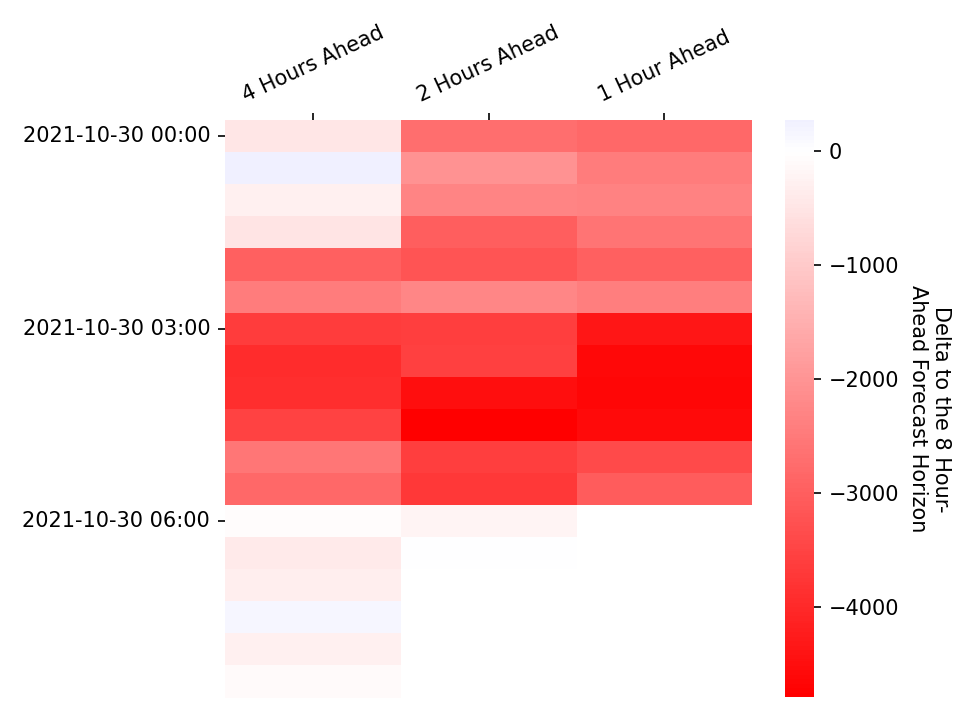 4 Hours Ahead
2 Hours Ahead
1 Hour Ahead
2021-10-30 00:00
2021-10-30 03:00
2021-10-30 06:00
0
−1000
−2000
−3000
−4000
Delta to the 8 Hour-
Ahead Forecast Horizon